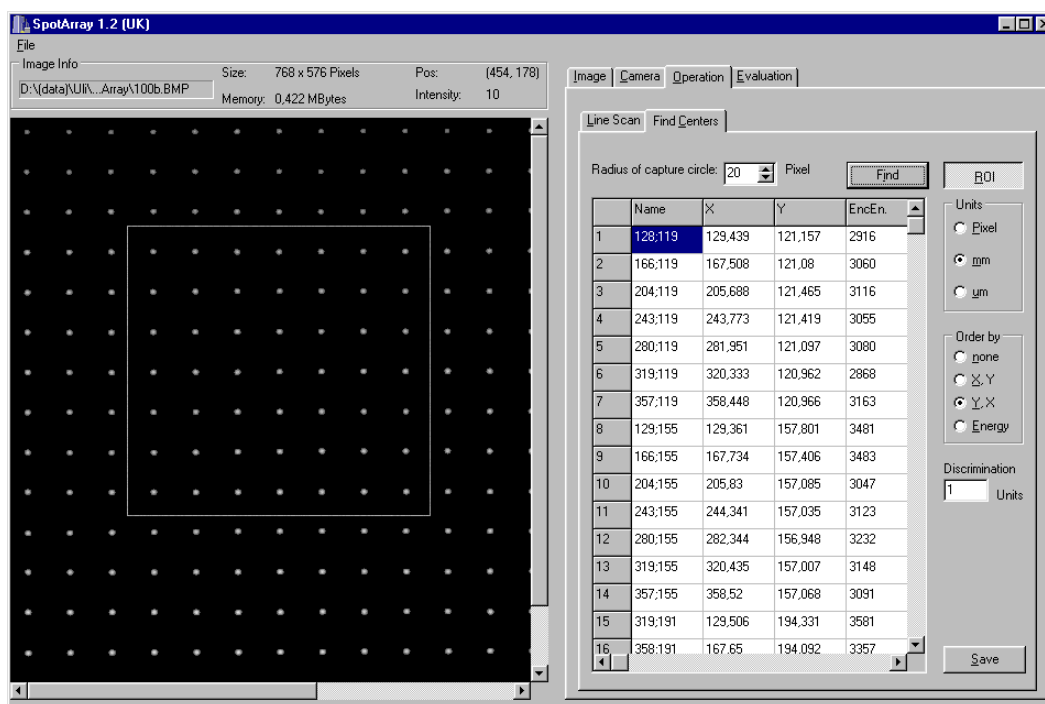 SpotArray 1.2 (UK)
File
Image Info
D:\(data)\Uli\...Array\100b.BMP
Size: 768 x 576 Pixels
Memory: 0,422 MBytes
Pos: (454, 178)
Intensity: 10
Image Camera Operation Evaluation
Line Scan Find Centers
Radius of capture circle: 20 Pixel Find ROI
Name X Y EncEn.
1 128;119 129,439 121,157 2916
2 166;119 167,508 121,08 3060
3 204;119 205,688 121,465 3116
4 243;119 243,773 121,419 3055
5 280;119 281,951 121,097 3080
6 319;119 320,333 120,962 2868
7 357;119 358,448 120,966 3163
8 129;155 129,361 157,801 3481
9 166;155 167,734 157,406 3483
10 204;155 205,83 157,085 3047
11 243;155 244,341 157,035 3123
12 280;155 282,344 156,948 3232
13 319;155 320,435 157,007 3148
14 357;155 358,52 157,068 3091
15 319;191 129,506 194,331 3581
16 358;191 167,65 194,092 3357
Units
Pixel
mm
um
Order by
none
X,Y
Y,X
Energy
Discrimination
1 Units
Save